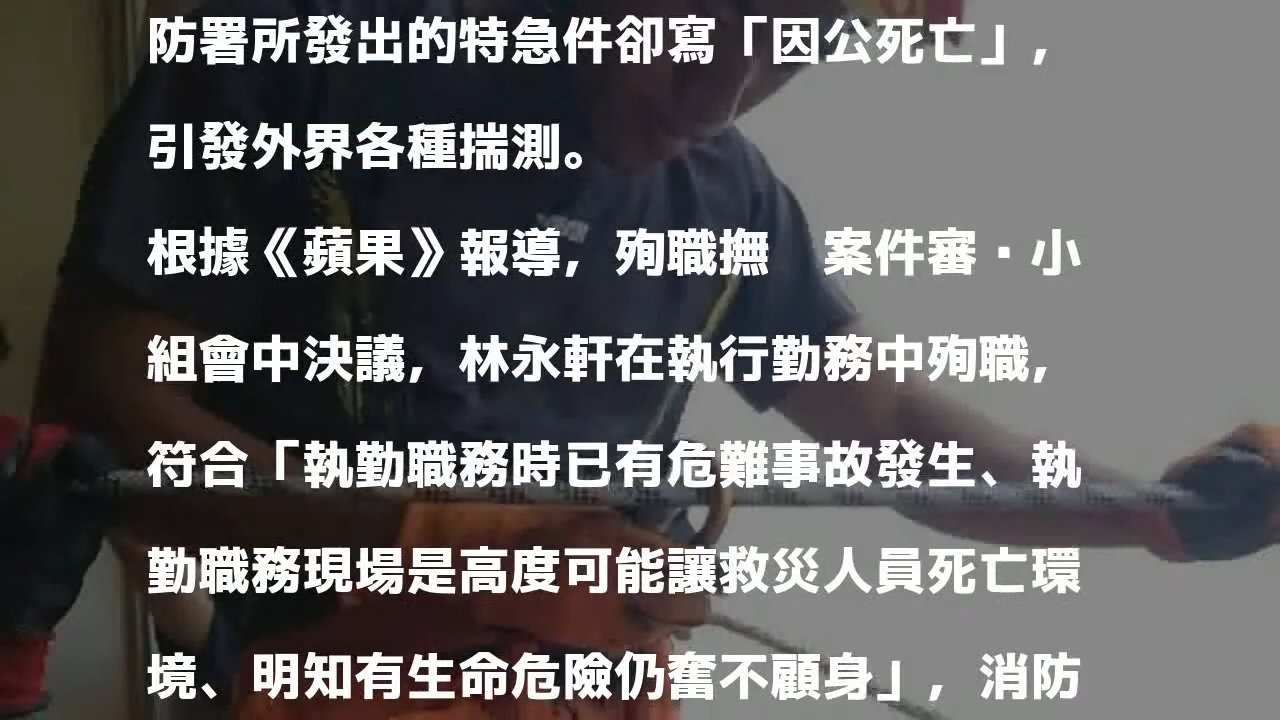 防署所發出的特急件卻寫「因公死亡」，
引發外界各種揣測。
根據《蘋果》報導，殉職撫　案件審·小
組會中決議，林永軒在執行勤務中殉職，
符合「執勤職務時已有危難事故發生、執
勤職務現場是高度可能讓救災人員死亡環
境、明知有生命危險仍奮不顧身」，消防